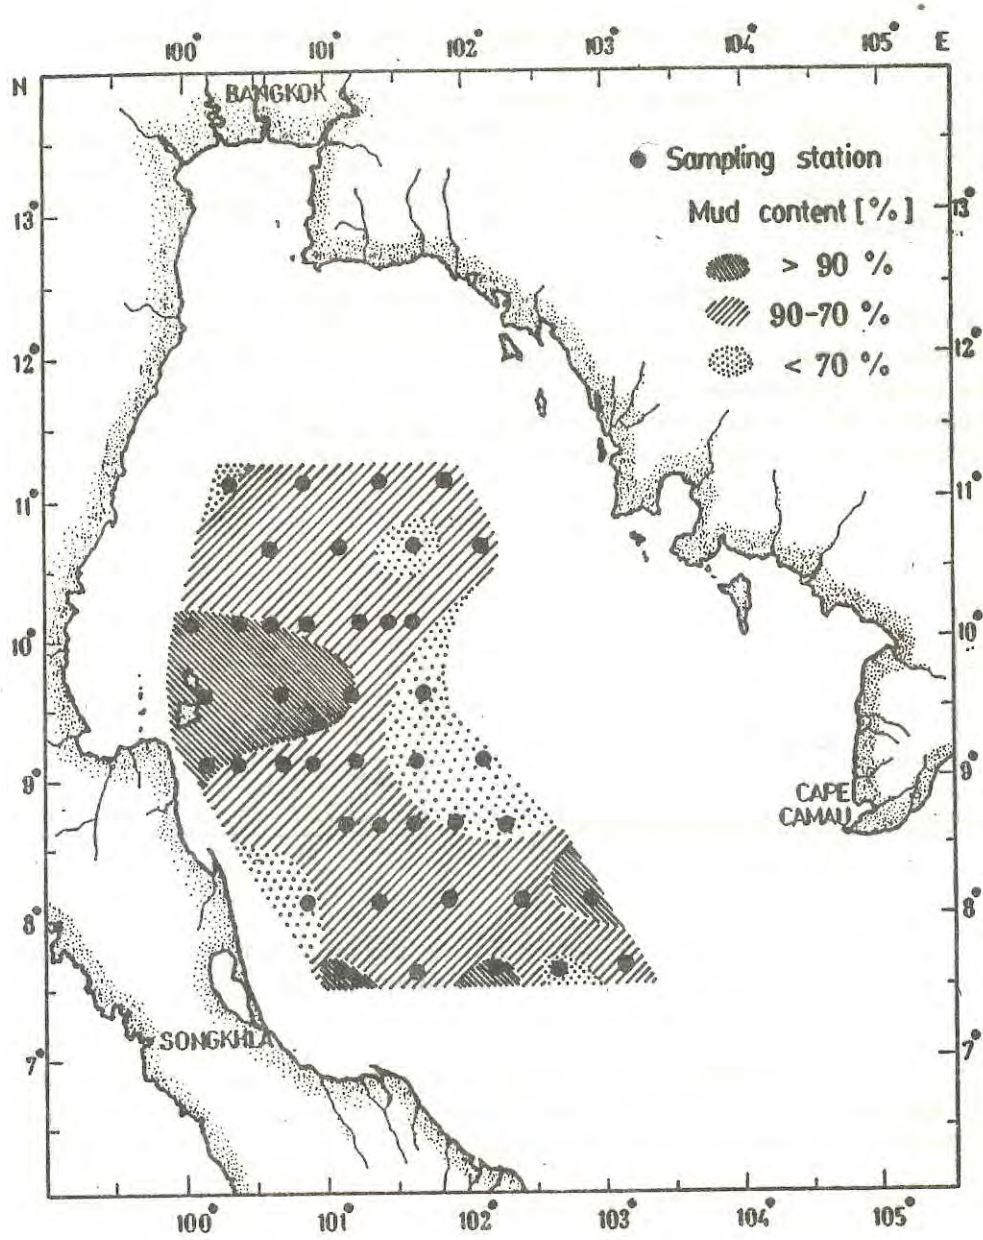 100° 101° 102° 103° 104° 105° E
N
BANGKOK
Sampling station
Mud content [%]
> 90 %
90-70 %
< 70 %
13° 13°
12° 12°
11° 11°
10° 10°
9° 9°
CAPE
CAMAU
8° 8°
SONGKHLA
7° 7°
100° 101° 102° 103° 104° 105°